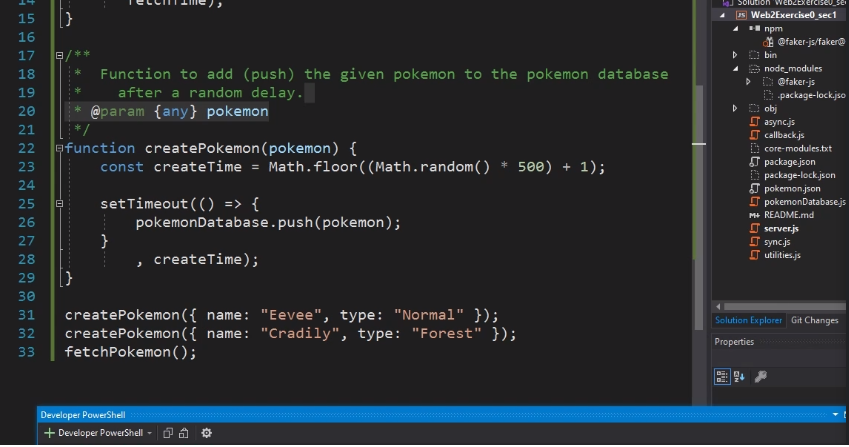 14 fetchTime);
15 }
16
17 /**
18 * Function to add (push) the given pokemon to the pokemon database
19 * after a random delay.
20 * @param {any} pokemon
21 */
22 function createPokemon(pokemon) {
23 const createTime = Math.floor((Math.random() * 500) + 1);
24
25 setTimeout(() => {
26 pokemonDatabase.push(pokemon);
27 }
28 , createTime);
29 }
30
31 createPokemon({ name: "Eevee", type: "Normal" });
32 createPokemon({ name: "Cradily", type: "Forest" });
33 fetchPokemon();
Solution 'Web2Exercise0_sec
Web2Exercise0_sec1
npm
@faker-js/faker@
bin
node_modules
@faker-js
.package-lock.jso
obj
async.js
callback.js
core-modules.txt
package.json
package-lock.json
pokemon.json
pokemonDatabase.js
README.md
server.js
sync.js
utilities.js
Solution Explorer Git Changes
Properties
Developer PowerShell
+ Developer PowerShell